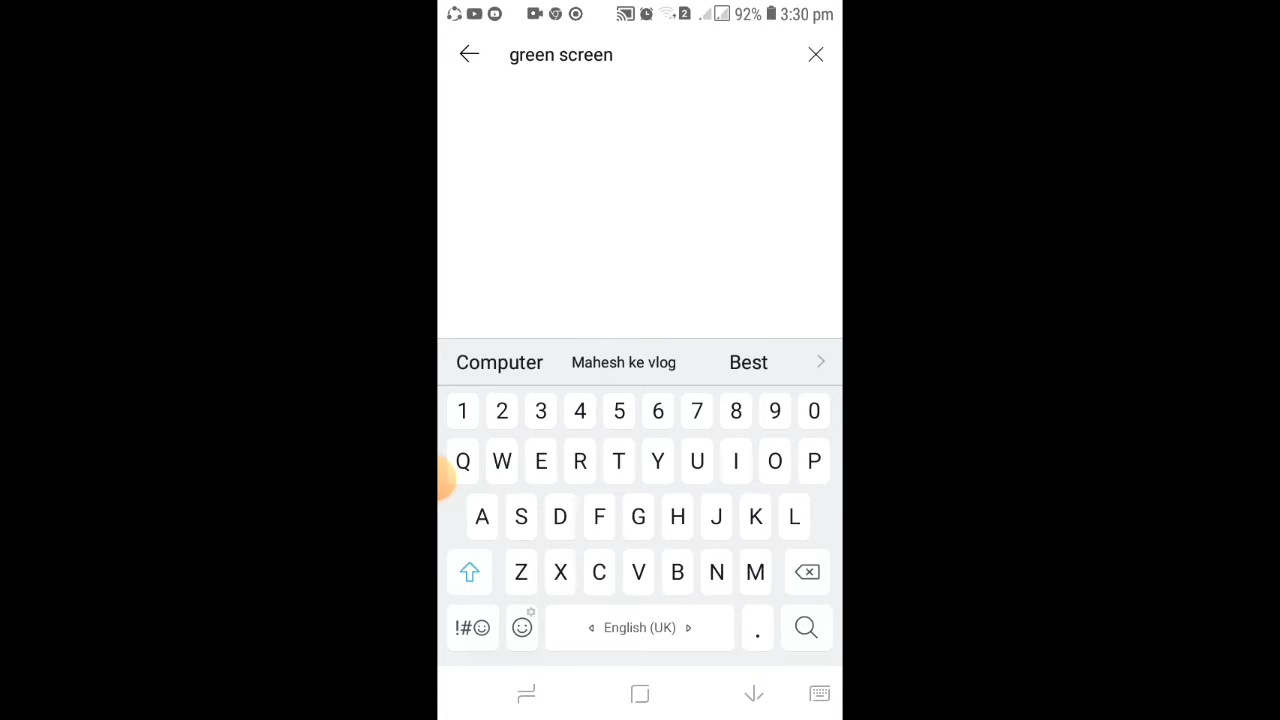 2 92% 3:30 pm
green screen
Computer Mahesh ke vlog Best
1 2 3 4 5 6 7 8 9 0
Q W E R T Y U I O P
A S D F G H J K L
Z X C V B N M
!# English (UK) .